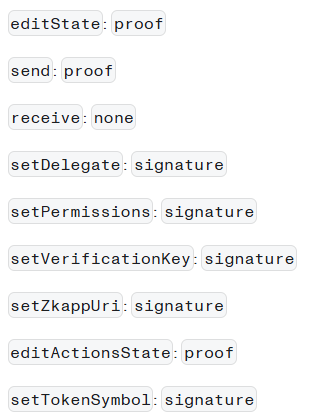 editState: proof
send: proof
receive: none
setDelegate: signature
setPermissions: signature
setVerificationKey: signature
setZkappUri: signature
editActionsState: proof
setTokenSymbol: signature